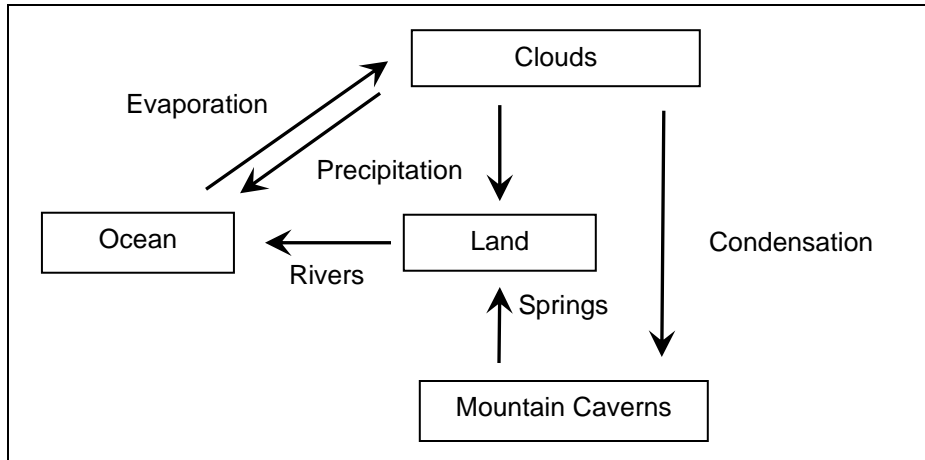 Clouds
Evaporation
Precipitation
Ocean
Land
Condensation
Rivers
Springs
Mountain Caverns